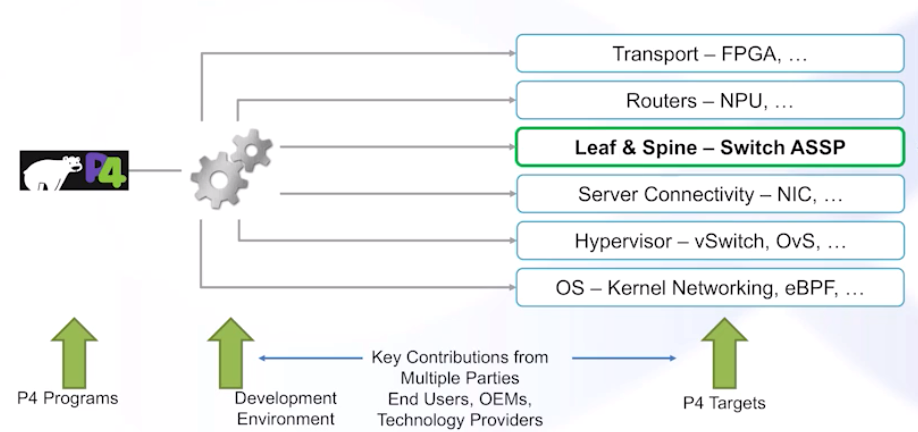 Transport – FPGA, …
Routers – NPU, …
Leaf & Spine – Switch ASSP
P4
Server Connectivity – NIC, …
Hypervisor – vSwitch, OvS, …
OS – Kernel Networking, eBPF, …
P4 Programs
Development
Environment
Key Contributions from
Multiple Parties
End Users, OEMs,
Technology Providers
P4 Targets